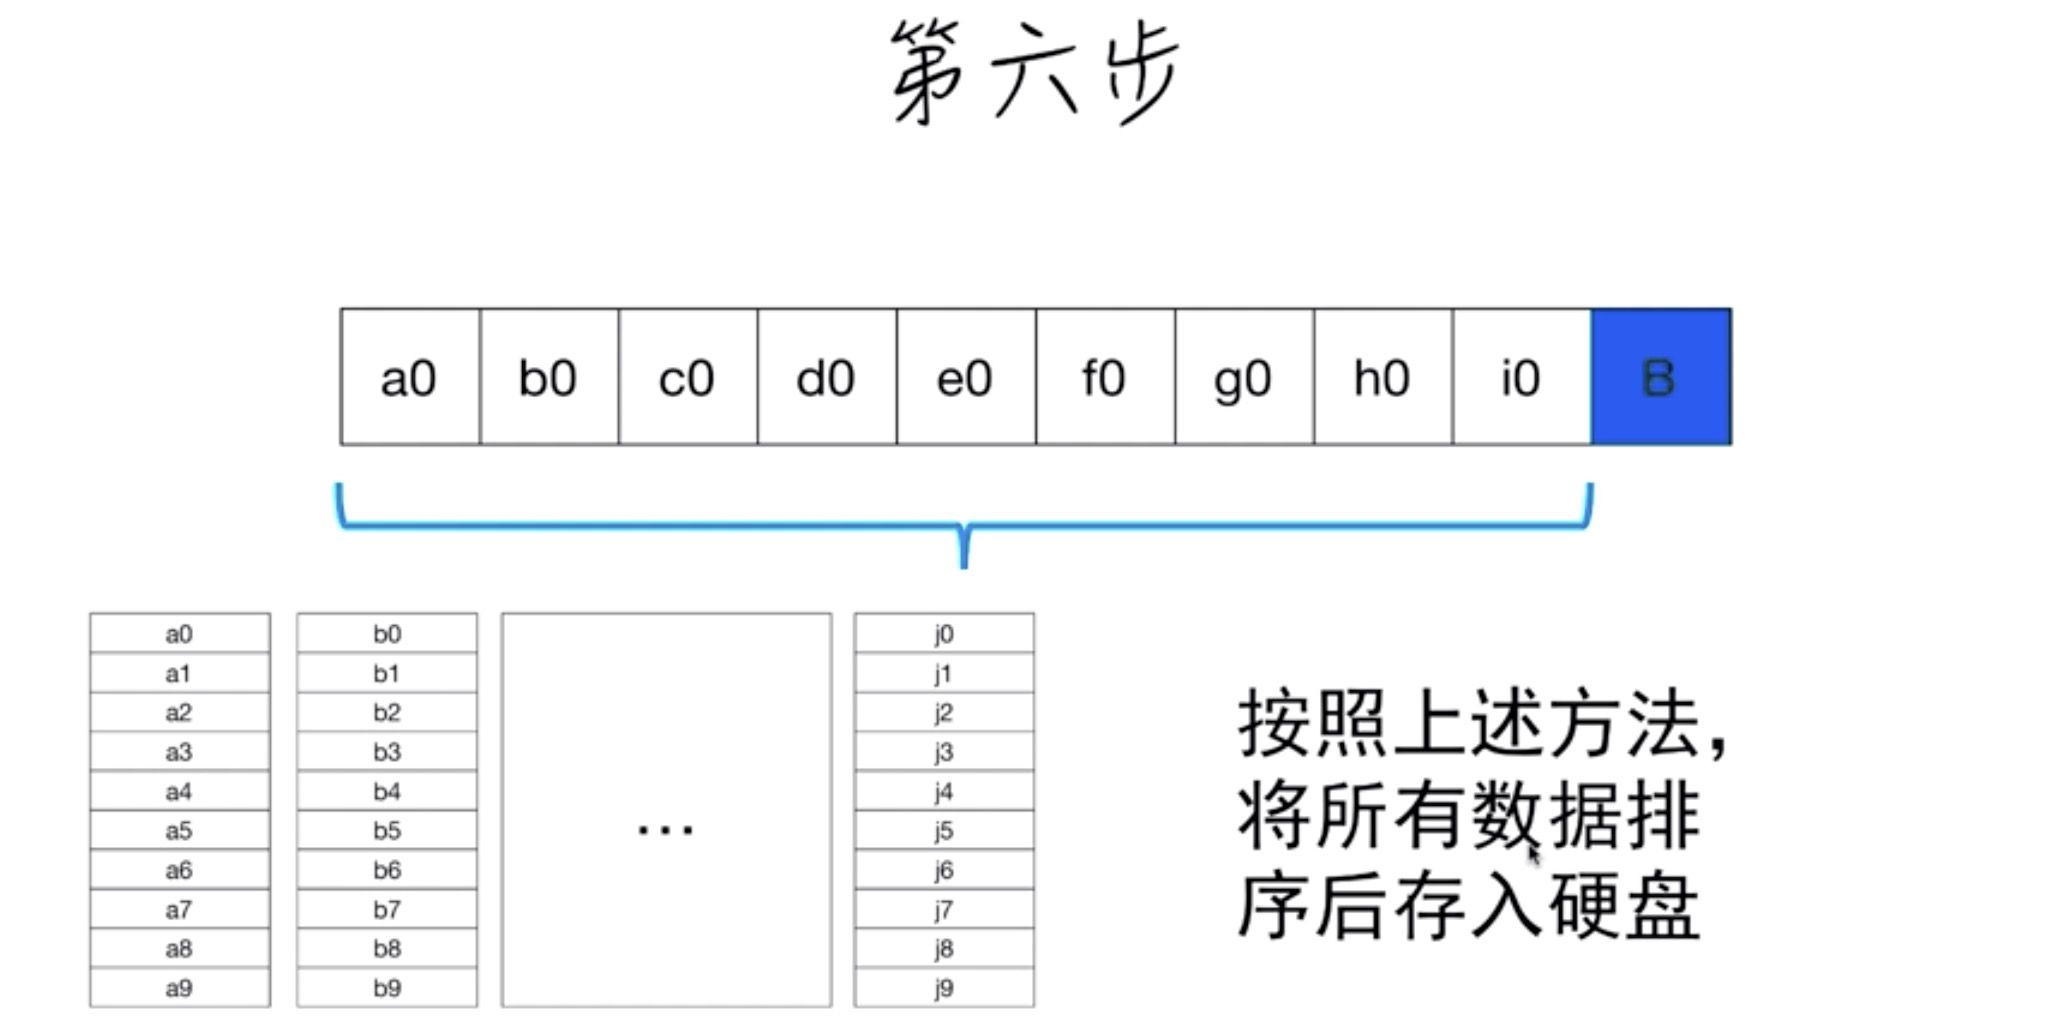 第六步
a0 b0 c0 d0 e0 f0 g0 h0 i0 B
a0 b0 j0
a1 b1 j1
a2 b2 j2
a3 b3 j3
a4 b4 j4
a5 b5 ... j5
a6 b6 j6
a7 b7 j7
a8 b8 j8
a9 b9 j9
按照上述方法，
将所有数据排
序后存入硬盘